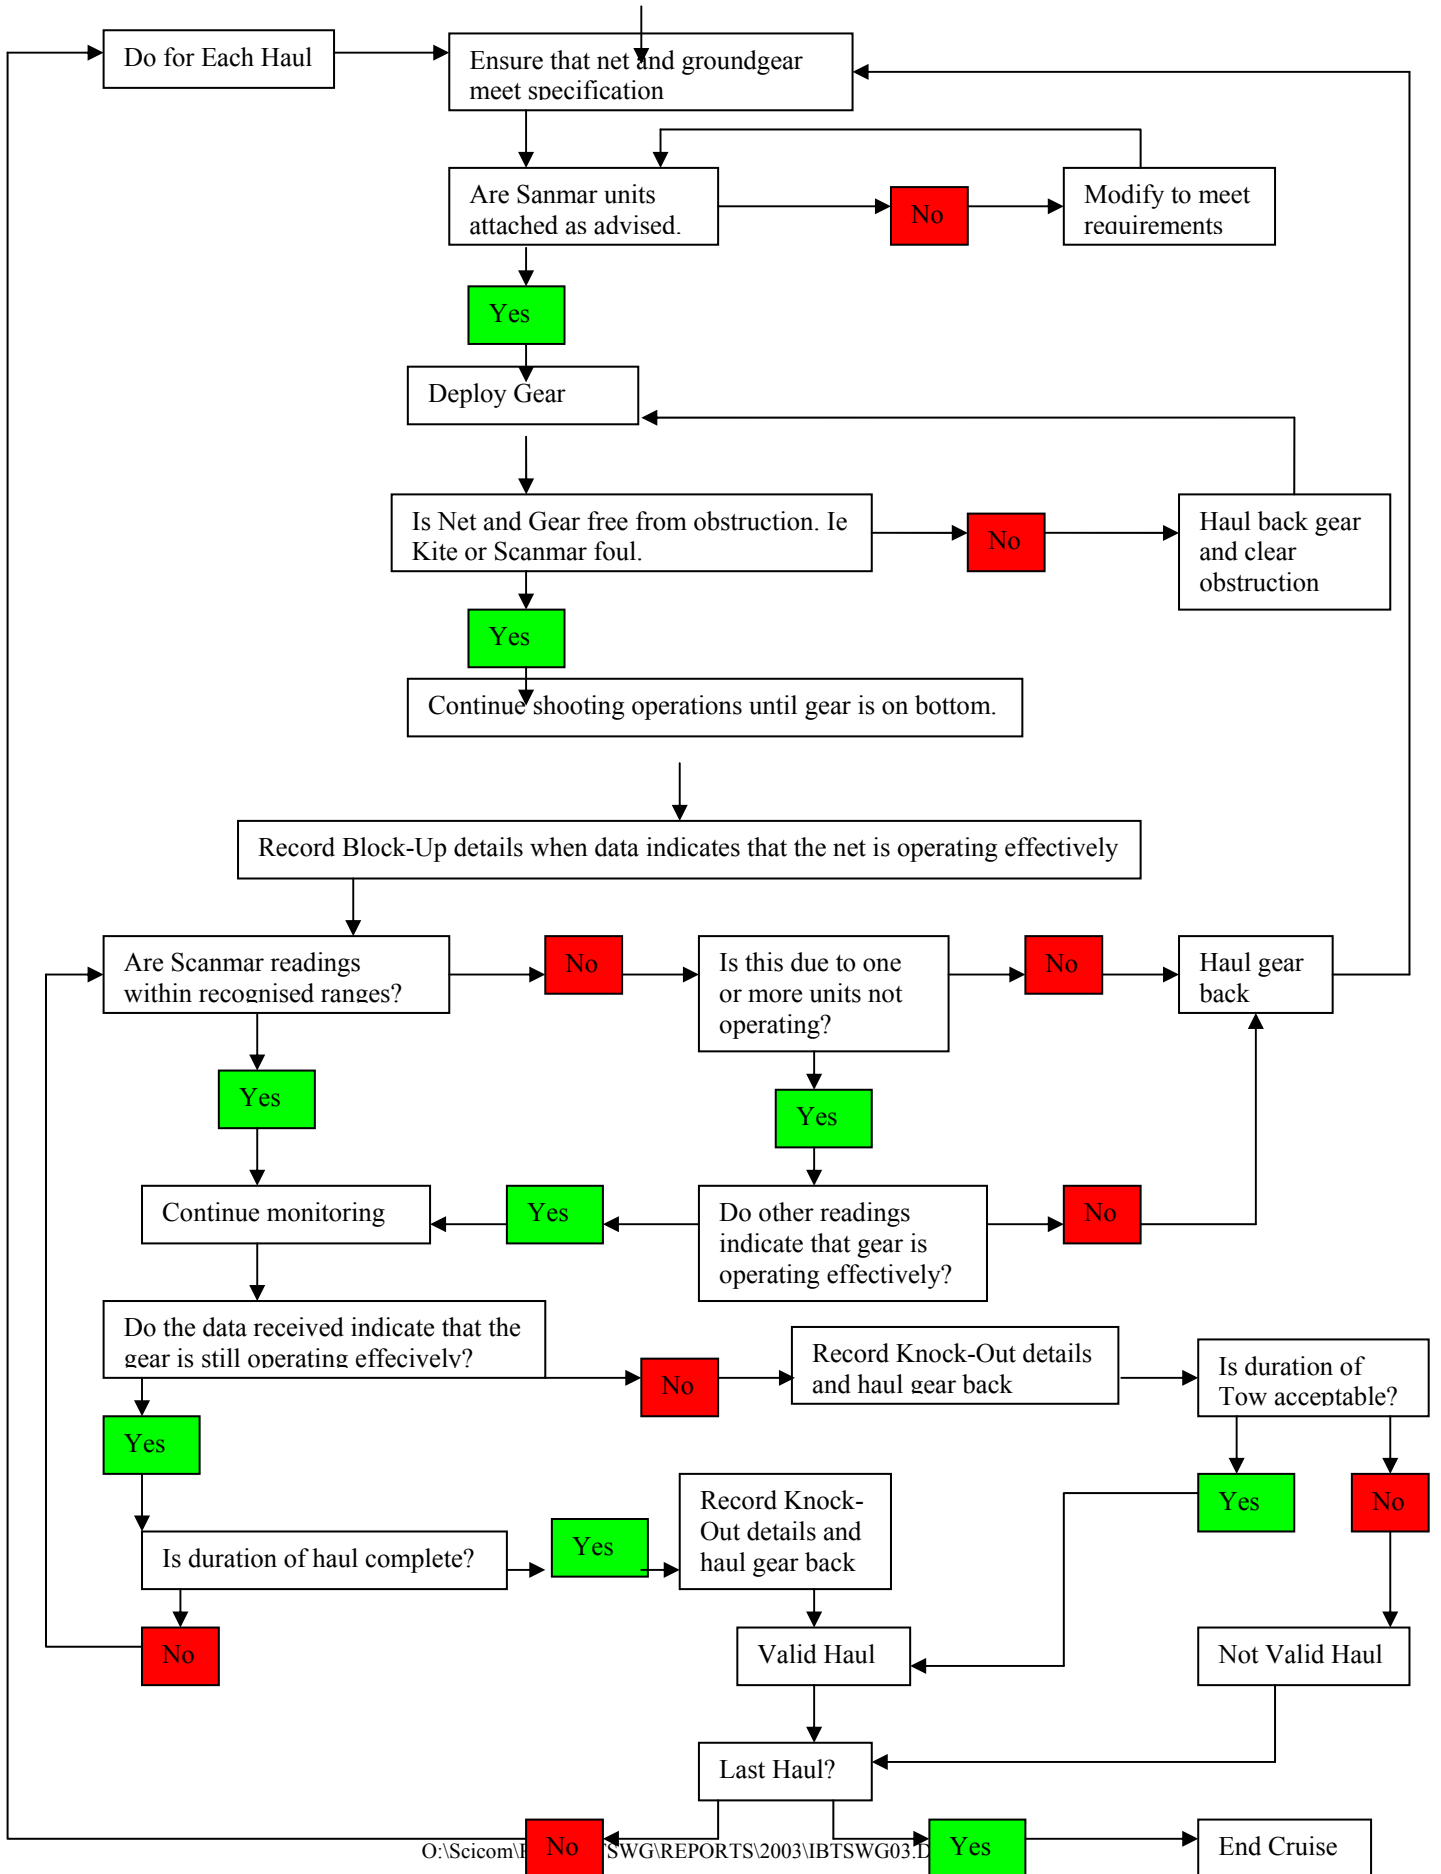 Do for Each Haul
Ensure that net and groundgear
meet specification
Are Sanmar units
attached as advised.
No
Modify to meet
requirements
Yes
Deploy Gear
Is Net and Gear free from obstruction. Ie
Kite or Scanmar foul.
No
Haul back gear
and clear
obstruction
Yes
Continue shooting operations until gear is on bottom.
Record Block-Up details when data indicates that the net is operating effectively
Are Scanmar readings
within recognised ranges?
No
Is this due to one
or more units not
operating?
No
Haul gear
back
Yes
Yes
Continue monitoring
Yes
Do other readings
indicate that gear is
operating effectively?
No
Do the data received indicate that the
gear is still operating effecively?
No
Record Knock-Out details
and haul gear back
Is duration of
Tow acceptable?
Yes
Yes
No
Is duration of haul complete?
Yes
Record Knock-
Out details and
haul gear back
No
Valid Haul
Not Valid Haul
Last Haul?
No
Yes
End Cruise
O:\Scicom\ SWG\REPORTS\2003\IBTSWG03.D